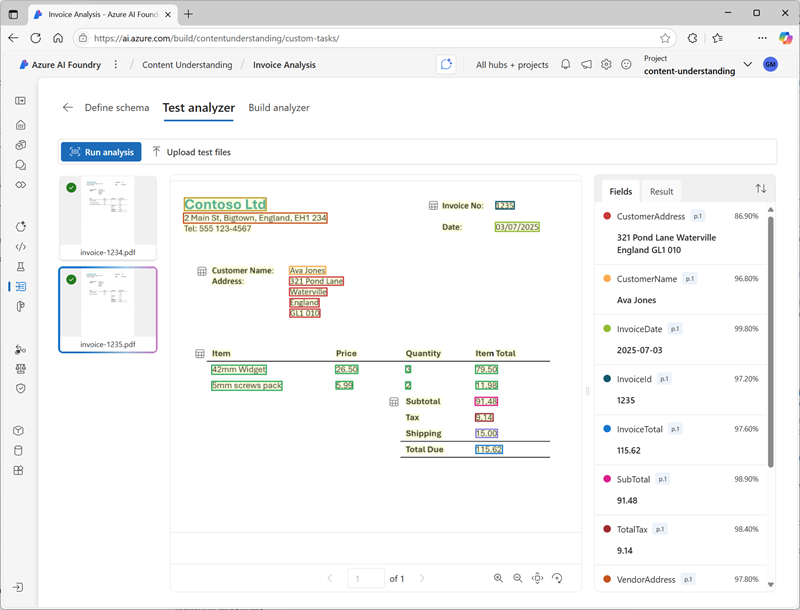 Invoice Analysis - Azure AI Foundry
https://ai.azure.com/build/contentunderstanding/custom-tasks/
Azure AI Foundry / Content Understanding / Invoice Analysis
All hubs + projects
Project
content-understanding
GM
Define schema Test analyzer Build analyzer
Run analysis Upload test files
invoice-1234.pdf
invoice-1235.pdf
Contoso Ltd
2 Main St, Bigtown, England, EH1 234
Tel: 555 123-4567
Invoice No: 1235
Date: 03/07/2025
Customer Name: Ava Jones
Address: 321 Pond Lane
Waterville
England
GL1 010
Item Price Quantity Item Total
42mm Widget 26.50 3 79.50
5mm screws pack 5.99 2 11.98
Subtotal 91.48
Tax 9.14
Shipping 15.00
Total Due 115.62
1 of 1
Fields Result
CustomerAddress p.1 86.90%
321 Pond Lane Waterville
England GL1 010
CustomerName p.1 96.80%
Ava Jones
InvoiceDate p.1 99.80%
2025-07-03
InvoiceId p.1 97.20%
1235
InvoiceTotal p.1 97.60%
115.62
SubTotal p.1 98.90%
91.48
TotalTax p.1 98.40%
9.14
VendorAddress p.1 97.80%